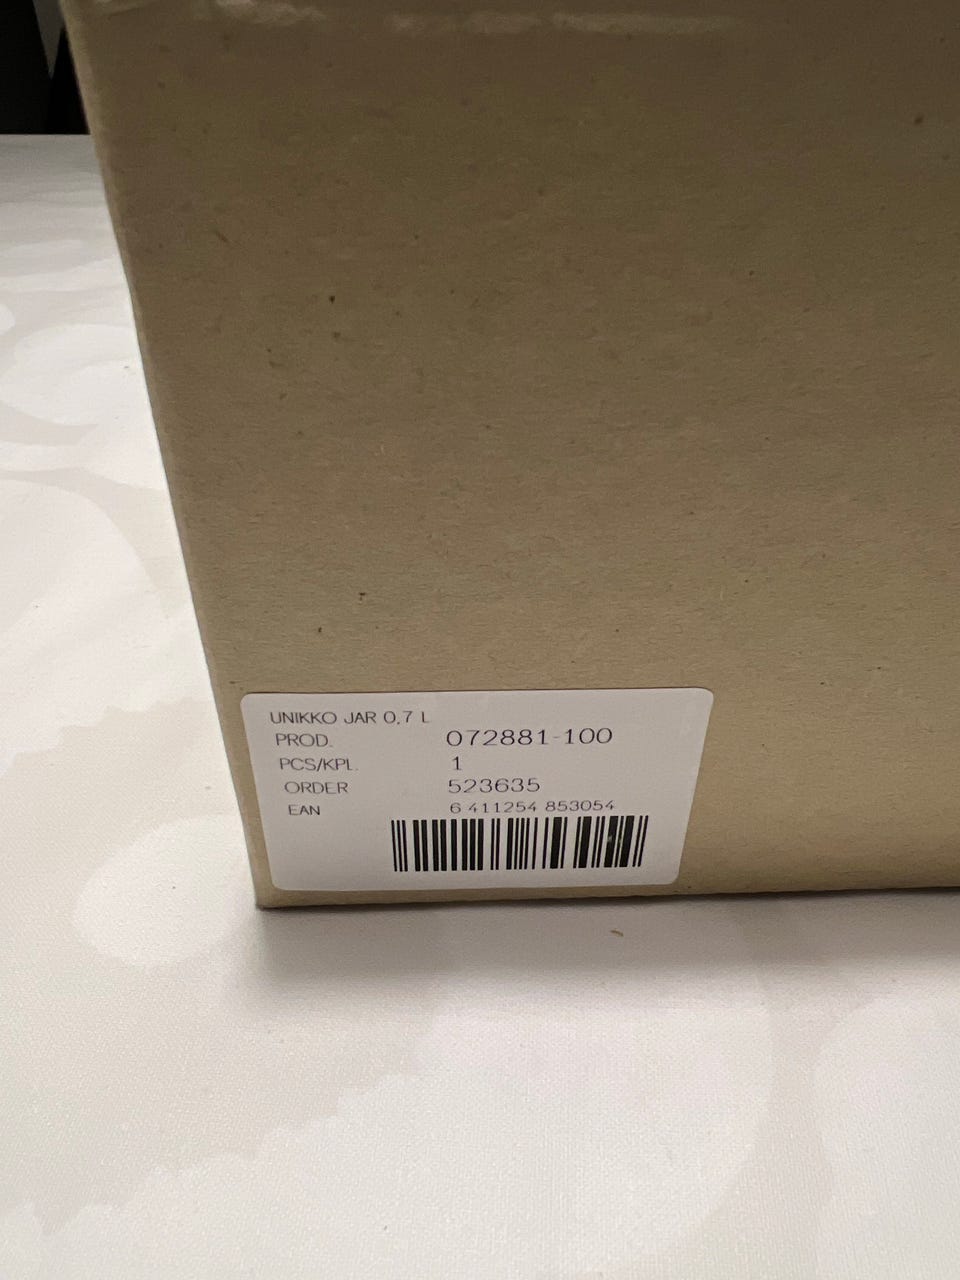 UNIKKO JAR 0,7 L
PROD. 072881-100
PCS/KPL. 1
ORDER 523635
EAN 6 411254 853054